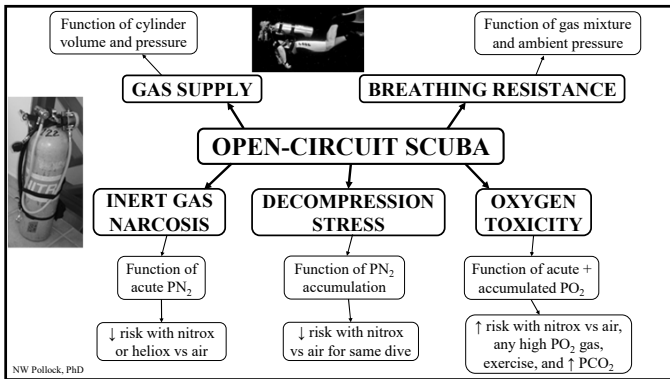 Function of cylinder
volume and pressure
Function of gas mixture
and ambient pressure
GAS SUPPLY
BREATHING RESISTANCE
22
OPEN-CIRCUIT SCUBA
INERT GAS
NARCOSIS
DECOMPRESSION
STRESS
OXYGEN
TOXICITY
Function of
acute PN₂
Function of PN₂
accumulation
Function of acute +
accumulated PO₂
↓ risk with nitrox
or heliox vs air
↓ risk with nitrox
vs air for same dive
↑ risk with nitrox vs air,
any high PO₂ gas,
exercise, and ↑ PCO₂
NW Pollock, PhD